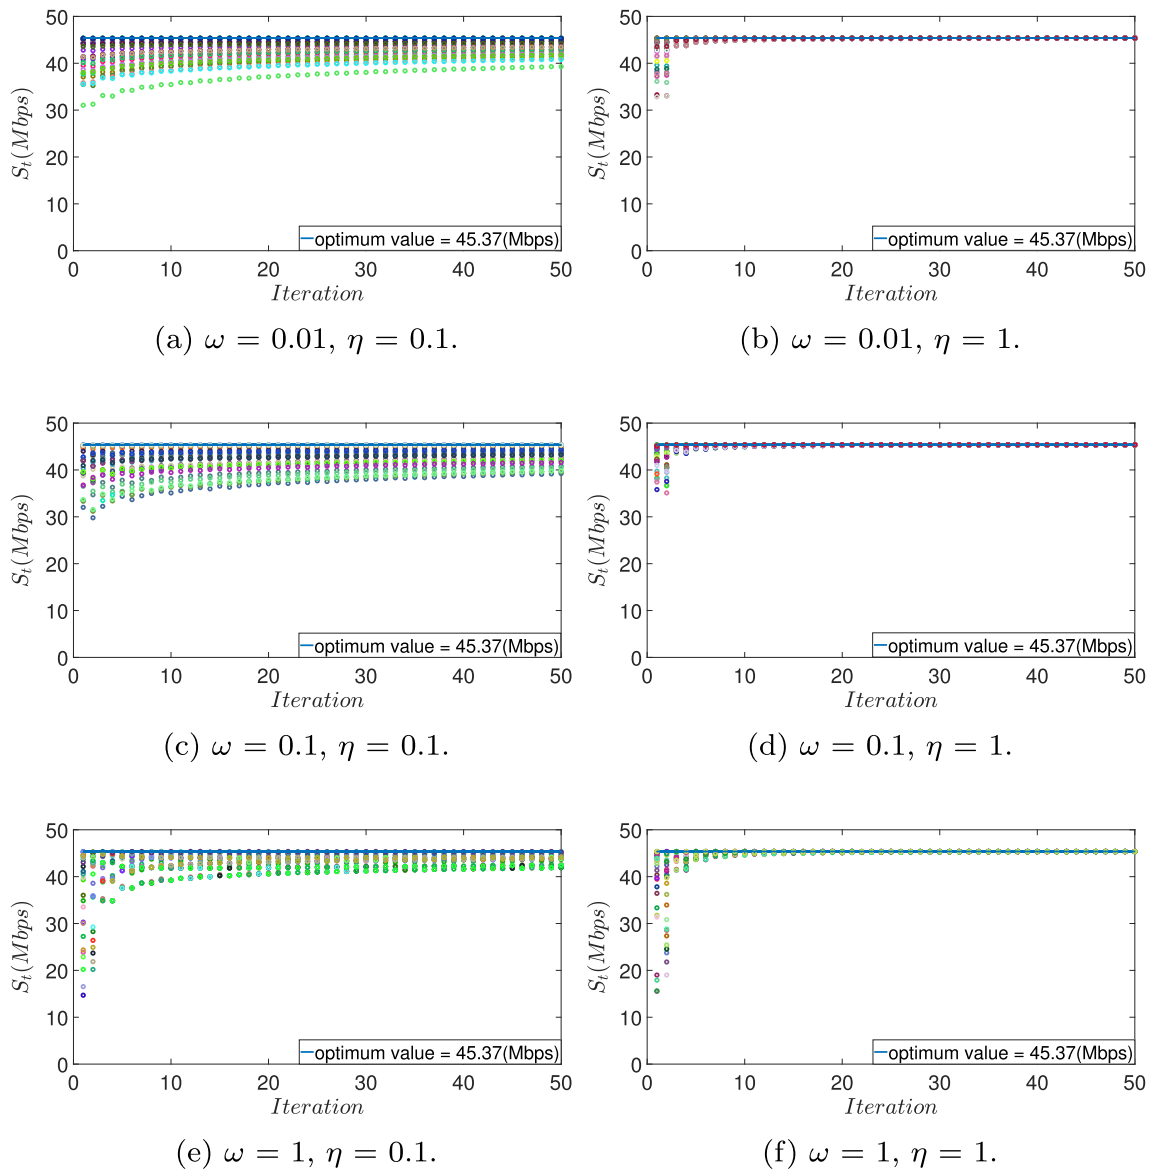 50
40
30
20
10
0
S_t(Mbps)
optimum value = 45.37(Mbps)
0 10 20 30 40 50
Iteration
(a) ω = 0.01, η = 0.1.
50
40
30
20
10
0
S_t(Mbps)
optimum value = 45.37(Mbps)
0 10 20 30 40 50
Iteration
(b) ω = 0.01, η = 1.
50
40
30
20
10
0
S_t(Mbps)
optimum value = 45.37(Mbps)
0 10 20 30 40 50
Iteration
(c) ω = 0.1, η = 0.1.
50
40
30
20
10
0
S_t(Mbps)
optimum value = 45.37(Mbps)
0 10 20 30 40 50
Iteration
(d) ω = 0.1, η = 1.
50
40
30
20
10
0
S_t(Mbps)
optimum value = 45.37(Mbps)
0 10 20 30 40 50
Iteration
(e) ω = 1, η = 0.1.
50
40
30
20
10
0
S_t(Mbps)
optimum value = 45.37(Mbps)
0 10 20 30 40 50
Iteration
(f) ω = 1, η = 1.